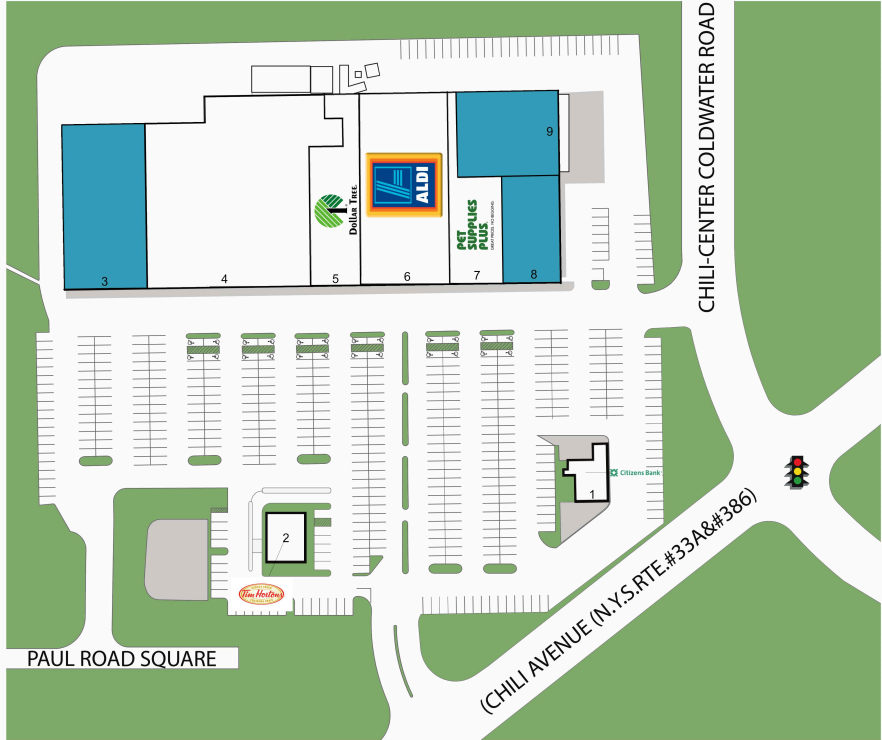 CHILI-CENTER COLDWATER ROAD
9
DOLLAR TREE.
ALDI
PET
SUPPLIES
PLUS.
3
4
5
6
7
8
Citizens Bank
1
2
Tim Hortons
(CHILI AVENUE (N.Y.S.RTE.#33A&#386)
PAUL ROAD SQUARE